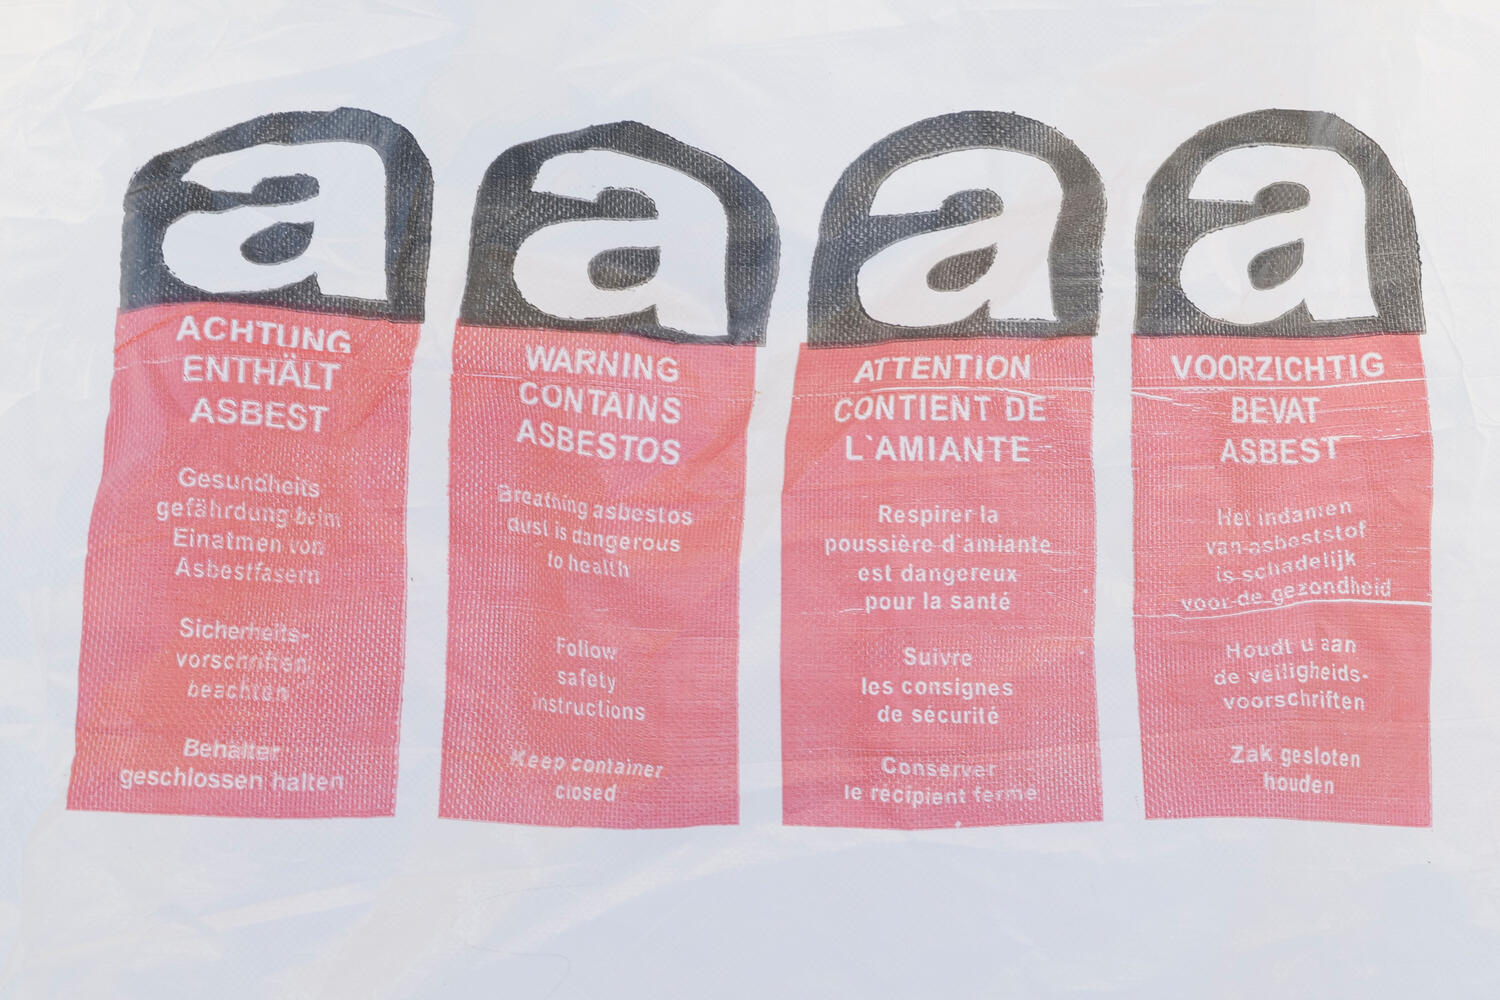 a
ACHTUNG
ENTHÄLT
ASBEST
Gesundheits
gefährdung beim
Einatmen von
Asbestfasern
Sicherheits-
vorschriften
beachten
Behälter
geschlossen halten
a
WARNING
CONTAINS
ASBESTOS
Breathing asbestos
dust is dangerous
to health
Follow
safety
instructions
Keep container
closed
a
ATTENTION
CONTIENT DE
L`AMIANTE
Respirer la
poussière d`amiante
est dangereux
pour la santé
Suivre
les consignes
de sécurité
Conserver
le récipient fermé
a
VOORZICHTIG
BEVAT
ASBEST
Het indamen
van asbeststof
is schadelijk
voor de gezondheid
Houdt u aan
de veiligheids-
voorschriften
Zak gesloten
houden